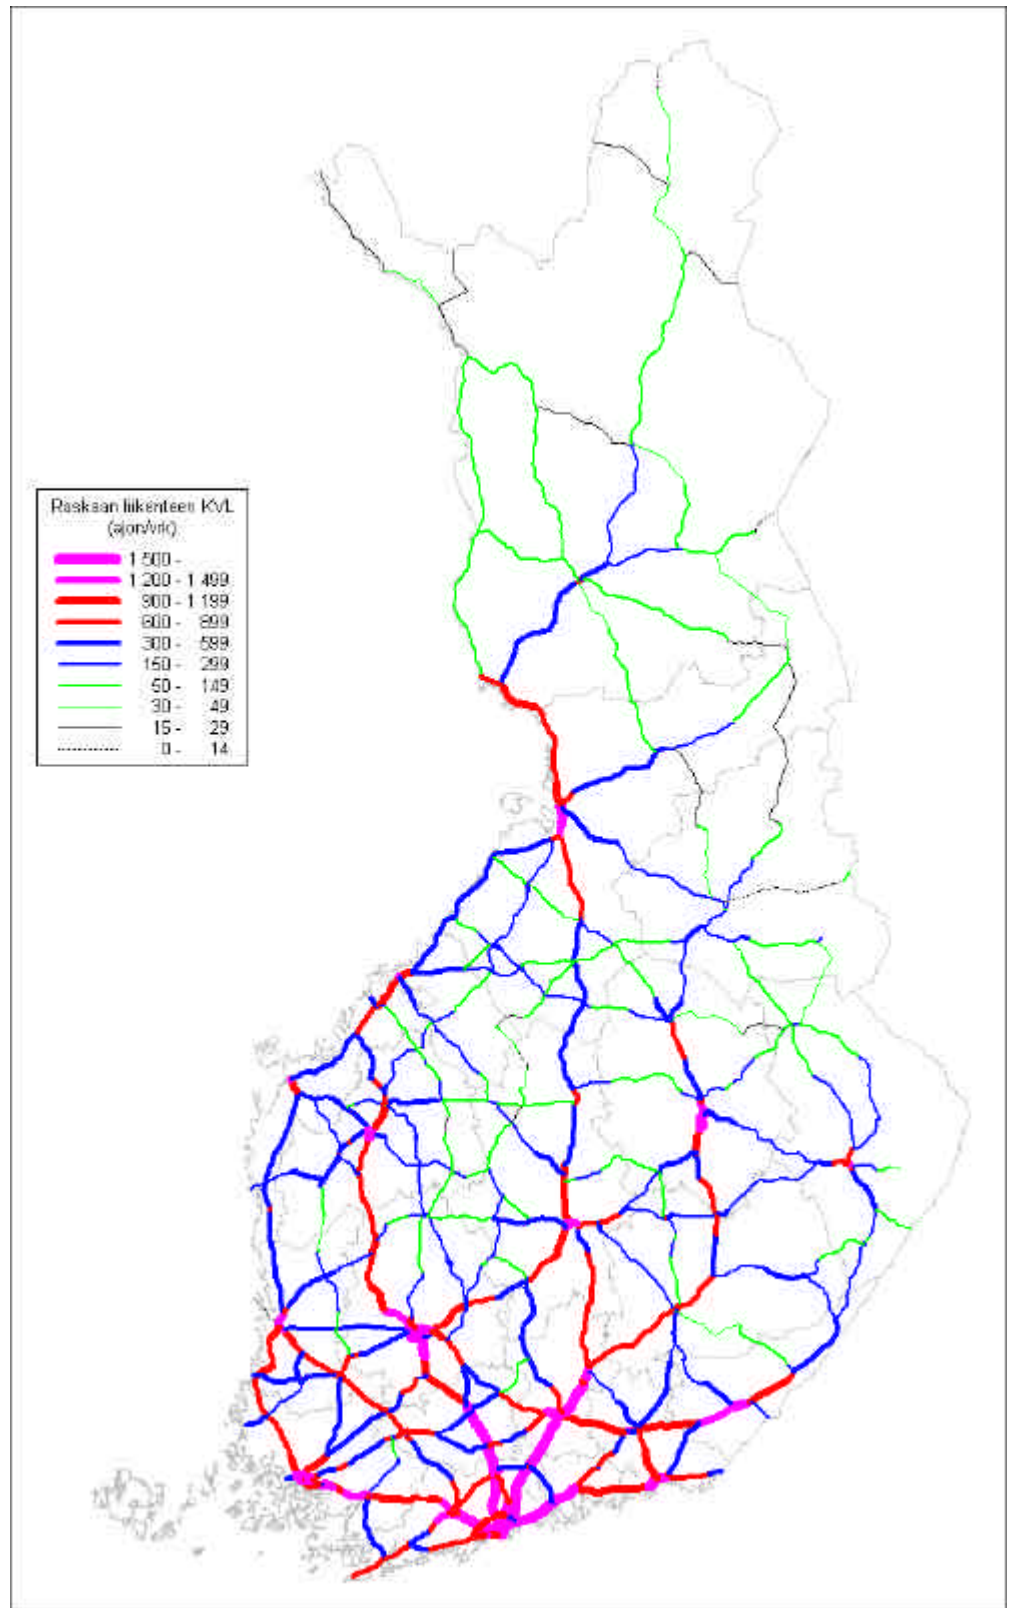 Raskaan liikenteen KVL
(ajon/vrk)
1 500 -
1 200 - 1 499
900 - 1 199
600 - 899
300 - 599
150 - 299
50 - 149
30 - 49
15 - 29
0 - 14